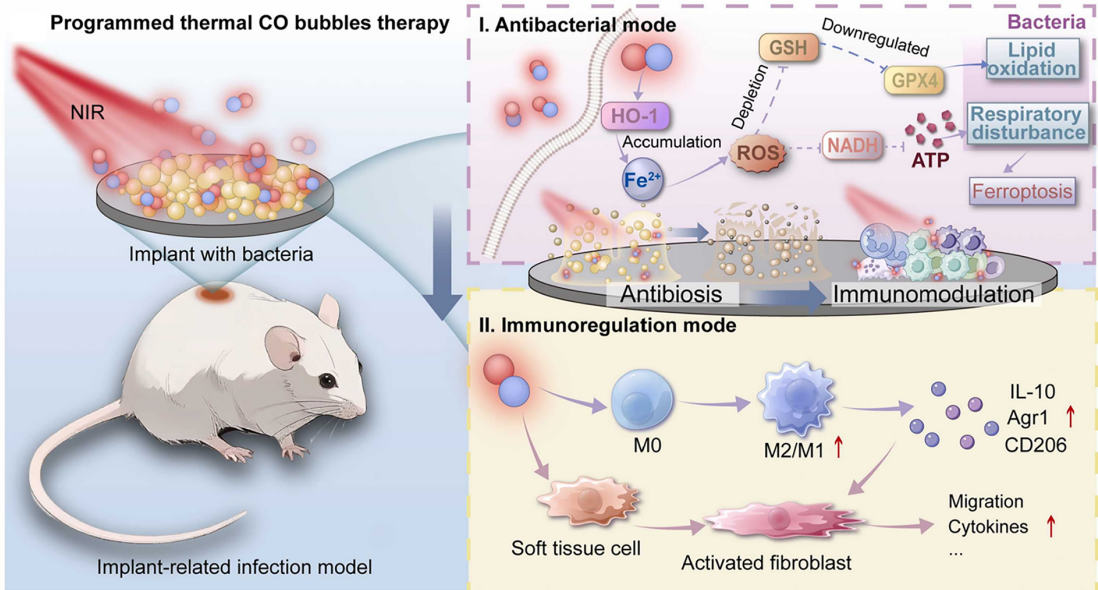 Programmed thermal CO bubbles therapy
NIR
Implant with bacteria
Implant-related infection model
I. Antibacterial mode
Bacteria
GSH
Downregulated
GPX4
Lipid
oxidation
HO-1
Depletion
Accumulation
ROS
NADH
ATP
Respiratory
disturbance
Fe²⁺
Ferroptosis
Antibiosis
Immunomodulation
II. Immunoregulation mode
M0
M2/M1
IL-10
Agr1
CD206
Soft tissue cell
Activated fibroblast
Migration
Cytokines
...